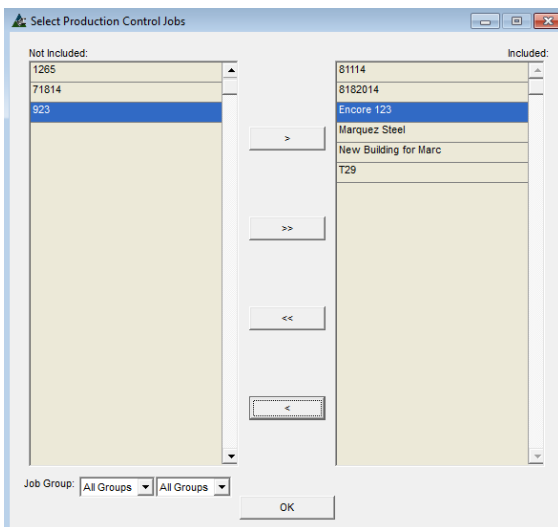 Select Production Control Jobs
Not Included:
Included:
1265
71814
923
81114
8182014
Encore 123
Marquez Steel
New Building for Marc
T29
>
>>
<<
<
Job Group: All Groups All Groups
OK